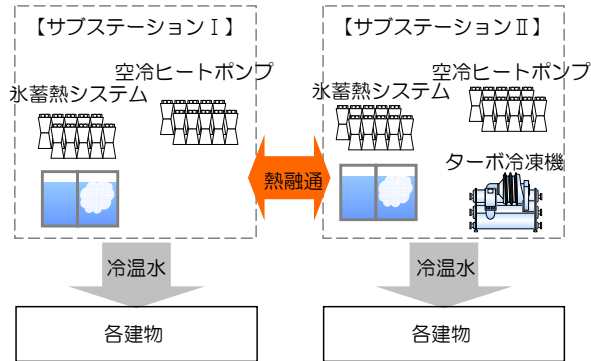 【サブステーションⅠ】
空冷ヒートポンプ
氷蓄熱システム
【サブステーションⅡ】
空冷ヒートポンプ
氷蓄熱システム
ターボ冷凍機
熱融通
冷温水
冷温水
各建物
各建物